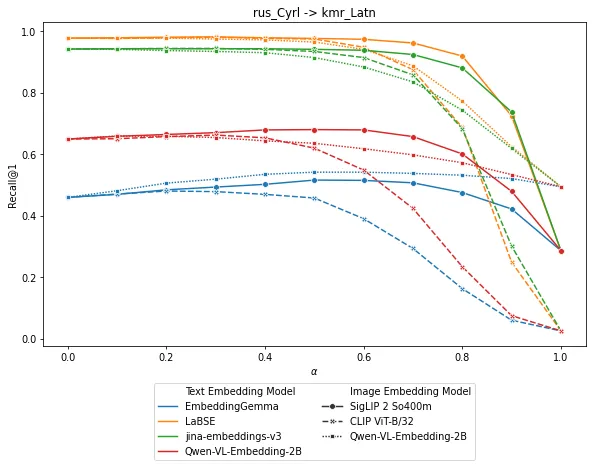 rus_Cyrl -> kmr_Latn
Recall@1
1.0
0.8
0.6
0.4
0.2
0.0
0.0 0.2 0.4 0.6 0.8 1.0
α
Text Embedding Model Image Embedding Model
EmbeddingGemma SigLIP 2 So400m
LaBSE CLIP ViT-B/32
jina-embeddings-v3 Qwen-VL-Embedding-2B
Qwen-VL-Embedding-2B